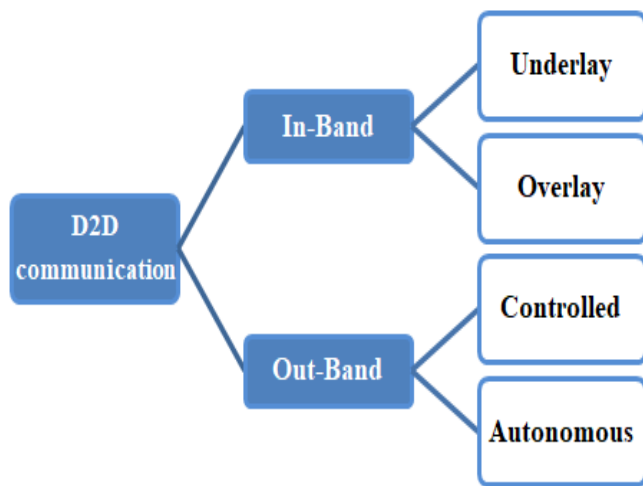 D2D
communication
In-Band
Out-Band
Underlay
Overlay
Controlled
Autonomous